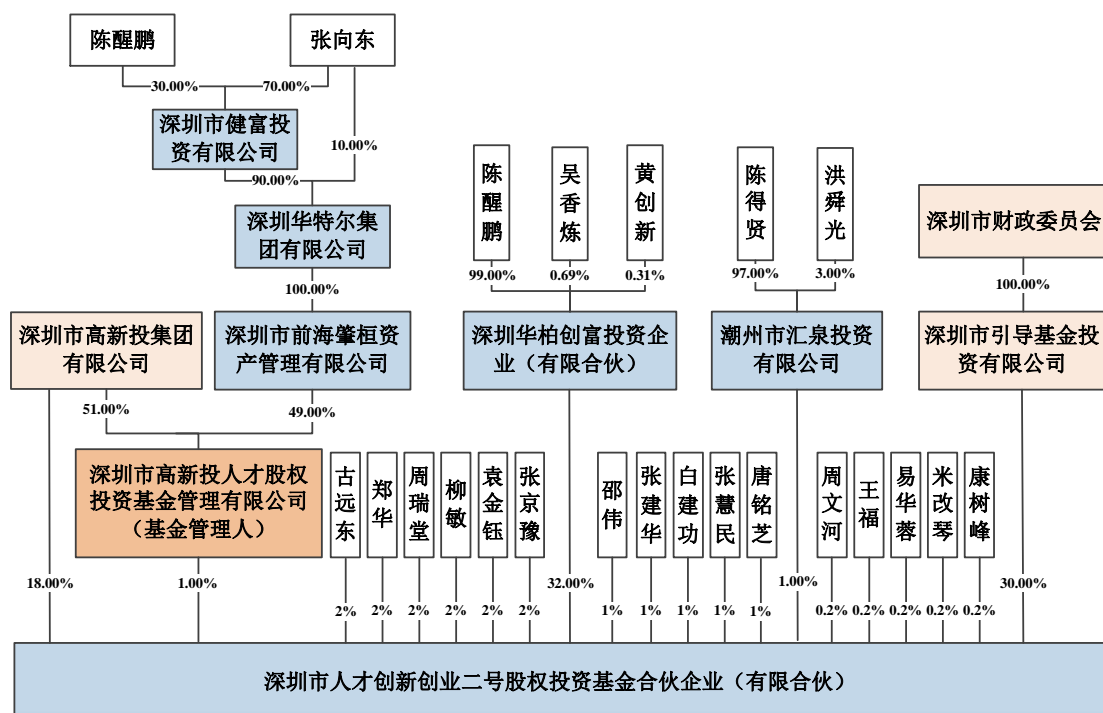 陈醒鹏
张向东
30.00%
70.00%
深圳市健富投
资有限公司
10.00%
90.00%
深圳华特尔集
团有限公司
陈醒鹏
吴香炼
黄创新
陈得贤
洪舜光
深圳市财政委员会
99.00%
0.69%
0.31%
97.00%
3.00%
100.00%
100.00%
深圳市高新投集团
有限公司
深圳市前海肇桓资
产管理有限公司
深圳华柏创富投资企
业（有限合伙）
潮州市汇泉投资
有限公司
深圳市引导基金投
资有限公司
51.00%
49.00%
深圳市高新投人才股权
投资基金管理有限公司
（基金管理人）
古远东
郑华
周瑞堂
柳敏
袁金钰
张京豫
邵伟
张建华
白建功
张慧民
唐铭芝
周文河
王福
易华蓉
米改琴
康树峰
18.00%
1.00%
2%
2%
2%
2%
2%
2%
32.00%
1%
1%
1%
1%
1%
1.00%
0.2%
0.2%
0.2%
0.2%
0.2%
30.00%
深圳市人才创新创业二号股权投资基金合伙企业（有限合伙）